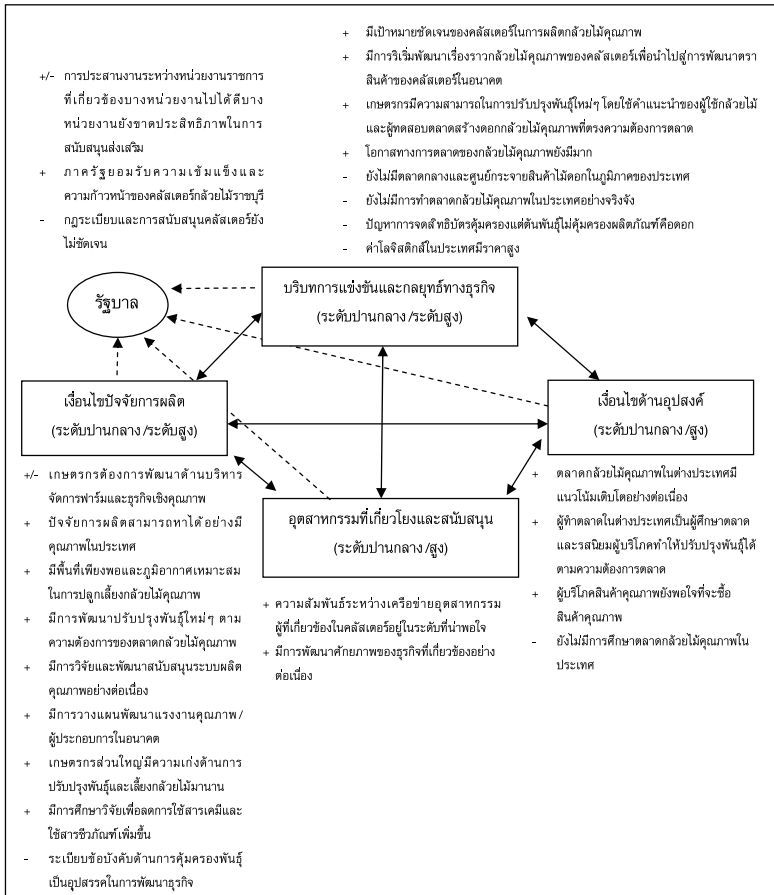 +/- การประสานงานระหว่างหน่วยงานราชการ
ที่เกี่ยวข้องบางหน่วยงานไปได้ดีบาง
หน่วยงานยังขาดประสิทธิภาพในการ
สนับสนุนส่งเสริม
+ ภาครัฐยอมรับความเข้มแข็งและ
ความก้าวหน้าของคลัสเตอร์กล้วยไม้ราชบุรี
- กฎระเบียบและการสนับสนุนคลัสเตอร์ยัง
ไม่ชัดเจน
+ มีเป้าหมายชัดเจนของคลัสเตอร์ในการผลิตกล้วยไม้คุณภาพ
+ มีการริเริ่มพัฒนาเรื่องราวกล้วยไม้คุณภาพของคลัสเตอร์เพื่อนำไปสู่การพัฒนาตรา
สินค้าของคลัสเตอร์ในอนาคต
+ เกษตรกรมีความสามารถในการปรับปรุงพันธุ์ใหม่ๆ โดยใช้คำแนะนำของผู้ใช้กล้วยไม้
และผู้ทดสอบตลาดสร้างดอกกล้วยไม้คุณภาพที่ตรงความต้องการตลาด
+ โอกาสทางการตลาดของกล้วยไม้คุณภาพยังมีมาก
- ยังไม่มีตลาดกลางและศูนย์กระจายสินค้าไม้ดอกในภูมิภาคของประเทศ
- ยังไม่มีการทำตลาดกล้วยไม้คุณภาพในประเทศอย่างจริงจัง
- ปัญหาการจดสิทธิบัตรคุ้มครองแต่ต้นพันธุ์ไม่คุ้มครองผลิตภัณฑ์คือดอก
- ค่าโลจิสติกส์ในประเทศมีราคาสูง
รัฐบาล
บริบทการแข่งขันและกลยุทธ์ทางธุรกิจ
(ระดับปานกลาง /ระดับสูง)
เงื่อนไขปัจจัยการผลิต
(ระดับปานกลาง /ระดับสูง)
เงื่อนไขด้านอุปสงค์
(ระดับปานกลาง /สูง)
อุตสาหกรรมที่เกี่ยวโยงและสนับสนุน
(ระดับปานกลาง /สูง)
+/- เกษตรกรต้องการพัฒนาด้านบริหาร
จัดการฟาร์มและธุรกิจเชิงคุณภาพ
+ ปัจจัยการผลิตสามารถหาได้อย่างมี
คุณภาพในประเทศ
+ มีพื้นที่เพียงพอและภูมิอากาศเหมาะสม
ในการปลูกเลี้ยงกล้วยไม้คุณภาพ
+ มีการพัฒนาปรับปรุงพันธุ์ใหม่ๆ ตาม
ความต้องการของตลาดกล้วยไม้คุณภาพ
+ มีการวิจัยและพัฒนาสนับสนุนระบบผลิต
คุณภาพอย่างต่อเนื่อง
+ มีการวางแผนพัฒนาแรงงานคุณภาพ /
ผู้ประกอบการในอนาคต
+ เกษตรกรส่วนใหญ่มีความเก่งด้านการ
ปรับปรุงพันธุ์และเลี้ยงกล้วยไม้มานาน
+ มีการศึกษาวิจัยเพื่อลดการใช้สารเคมีและ
ใช้สารชีวภัณฑ์เพิ่มขึ้น
- ระเบียบข้อบังคับด้านการคุ้มครองพันธุ์
เป็นอุปสรรคในการพัฒนาธุรกิจ
+ ความสัมพันธ์ระหว่างเครือข่ายอุตสาหกรรม
ผู้ที่เกี่ยวข้องในคลัสเตอร์อยู่ในระดับที่น่าพอใจ
+ มีการพัฒนาศักยภาพของธุรกิจที่เกี่ยวข้องอย่าง
ต่อเนื่อง
+ ตลาดกล้วยไม้คุณภาพในต่างประเทศมี
แนวโน้มเติบโตอย่างต่อเนื่อง
+ ผู้ทำตลาดในต่างประเทศเป็นผู้ศึกษาตลาด
และรสนิยมผู้บริโภคทำให้ปรับปรุงพันธุ์ได้
ตามความต้องการตลาด
+ ผู้บริโภคสินค้าคุณภาพยังพอใจที่จะซื้อ
สินค้าคุณภาพ
- ยังไม่มีการศึกษาตลาดกล้วยไม้คุณภาพใน
ประเทศ